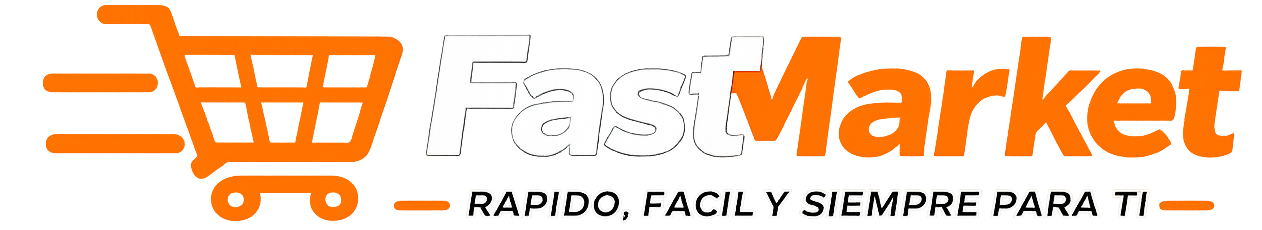 FastMarket
RAPIDO, FACIL Y SIEMPRE PARA TI